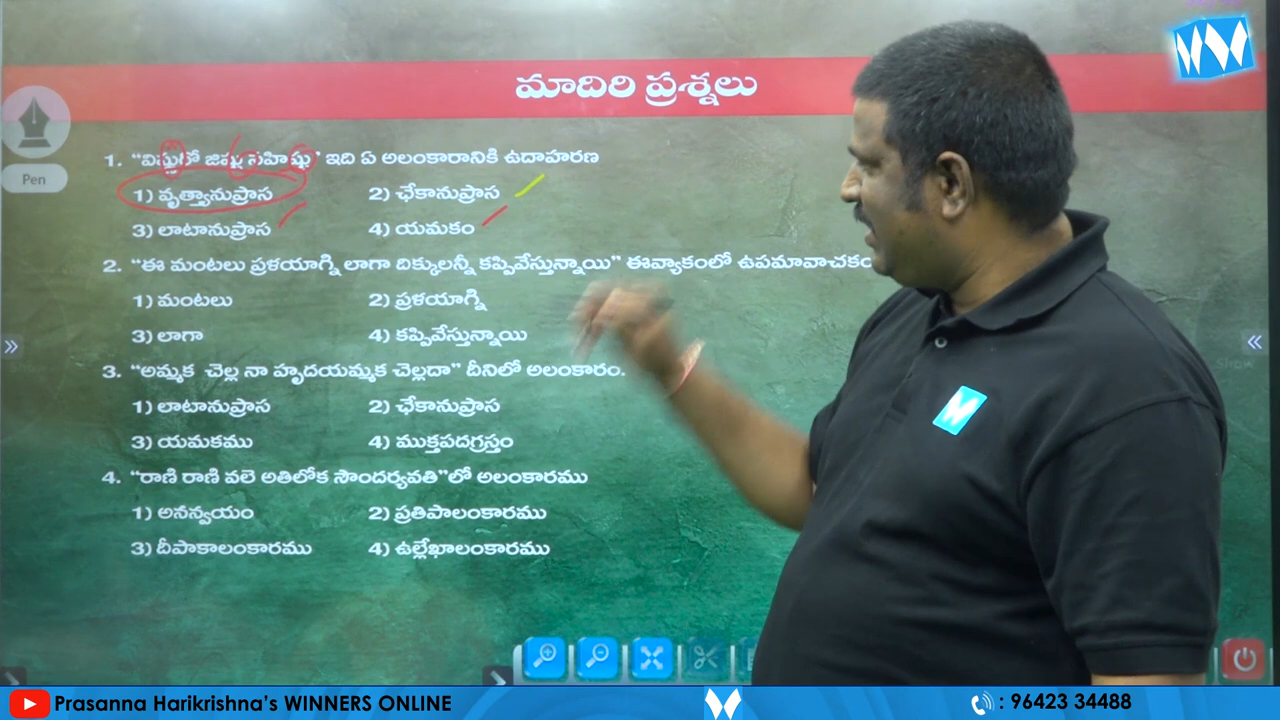 మాదిరి ప్రశ్నలు
Pen
1. “విష్ణురో జిష్ణు సహిష్ణు” ఇది ఏ అలంకారానికి ఉదాహరణ
1) వృత్త్యానుప్రాస 2) ఛేకానుప్రాస
3) లాటానుప్రాస 4) యమకం
2. “ఈ మంటలు ప్రళయాగ్ని లాగా దిక్కులన్నీ కప్పివేస్తున్నాయి” ఈవ్యాకంలో ఉపమావాచకం
1) మంటలు 2) ప్రళయాగ్ని
3) లాగా 4) కప్పివేస్తున్నాయి
3. “అమ్మక చెల్ల నా హృదయమ్మక చెల్లదా” దీనిలో అలంకారం.
1) లాటానుప్రాస 2) ఛేకానుప్రాస
3) యమకము 4) ముక్తపదగ్రస్తం
4. “రాణి రాణి వలె అతిలోక సౌందర్యవతి”లో అలంకారము
1) అనన్వయం 2) ప్రతిపాలంకారము
3) దీపాకాలంకారము 4) ఉల్లేఖాలంకారము
Prasanna Harikrishna's WINNERS ONLINE : 96423 34488